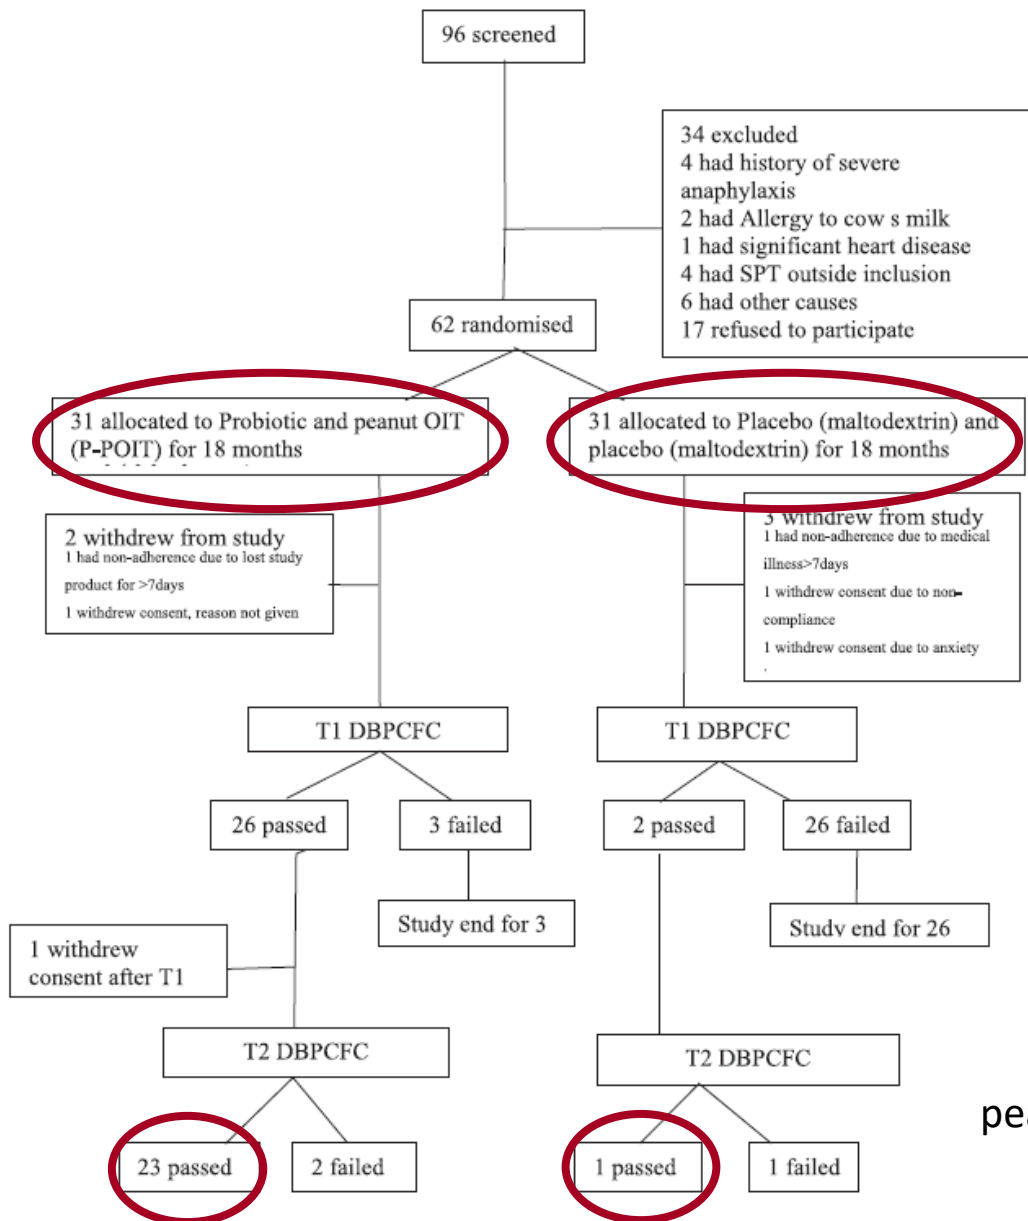 96 screened
34 excluded
4 had history of severe
anaphylaxis
2 had Allergy to cow s milk
1 had significant heart disease
4 had SPT outside inclusion
6 had other causes
17 refused to participate
62 randomised
31 allocated to Probiotic and peanut OIT
(P-POIT) for 18 months
31 allocated to Placebo (maltodextrin) and
placebo (maltodextrin) for 18 months
2 withdrew from study
1 had non-adherence due to lost study
product for >7days
1 withdrew consent, reason not given
3 withdrew from study
1 had non-adherence due to medical
illness>7days
1 withdrew consent due to non-
compliance
1 withdrew consent due to anxiety
T1 DBPCFC
T1 DBPCFC
26 passed
3 failed
2 passed
26 failed
Study end for 3
Study end for 26
1 withdrew
consent after T1
T2 DBPCFC
T2 DBPCFC
pea
23 passed
2 failed
1 passed
1 failed